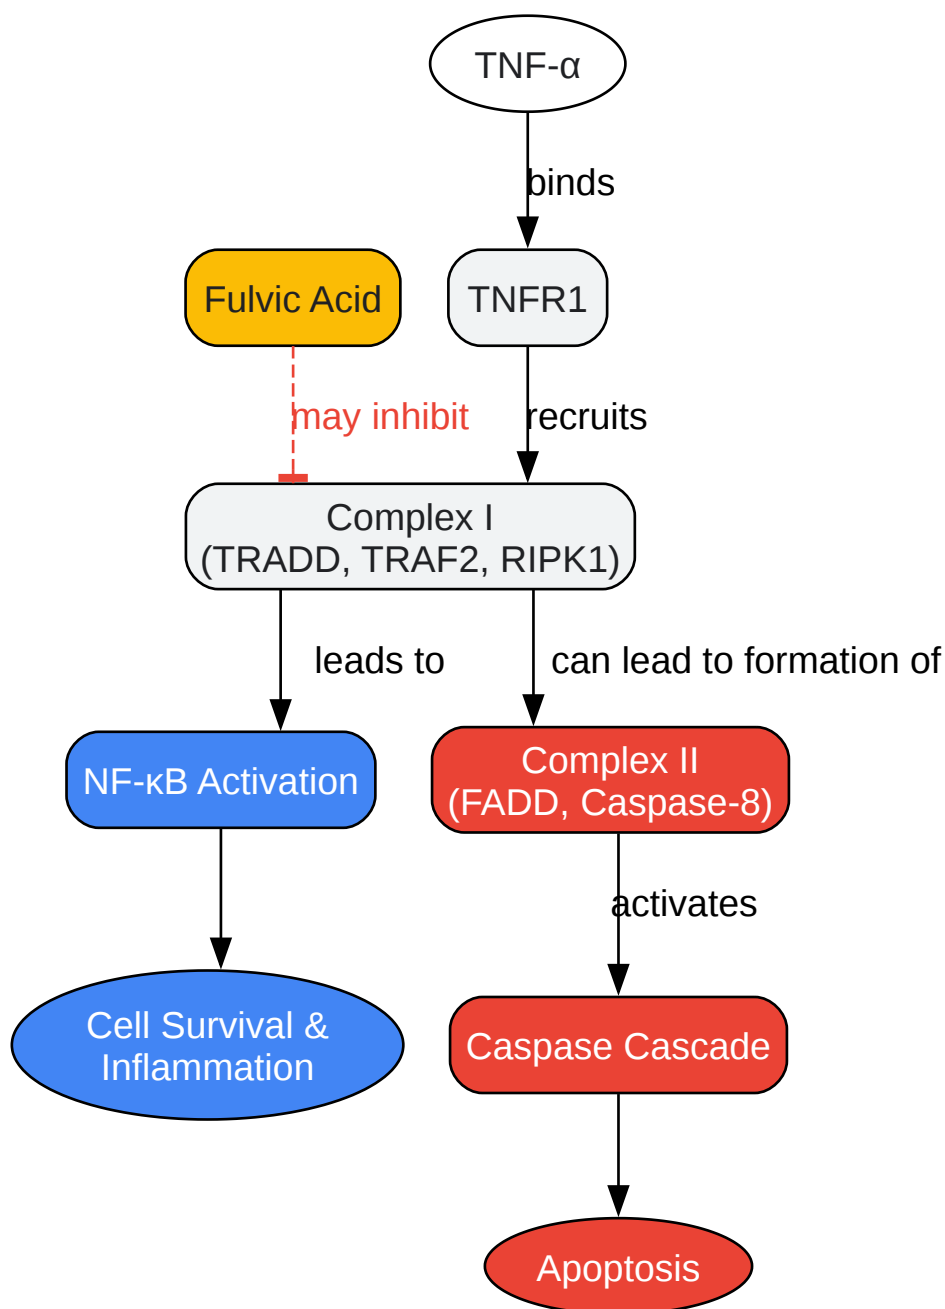 TNF-α
binds
Fulvic Acid
TNFR1
may inhibit
recruits
Complex I
(TRADD, TRAF2, RIPK1)
leads to
can lead to formation of
NF-κB Activation
Complex II
(FADD, Caspase-8)
activates
Cell Survival &
Inflammation
Caspase Cascade
Apoptosis